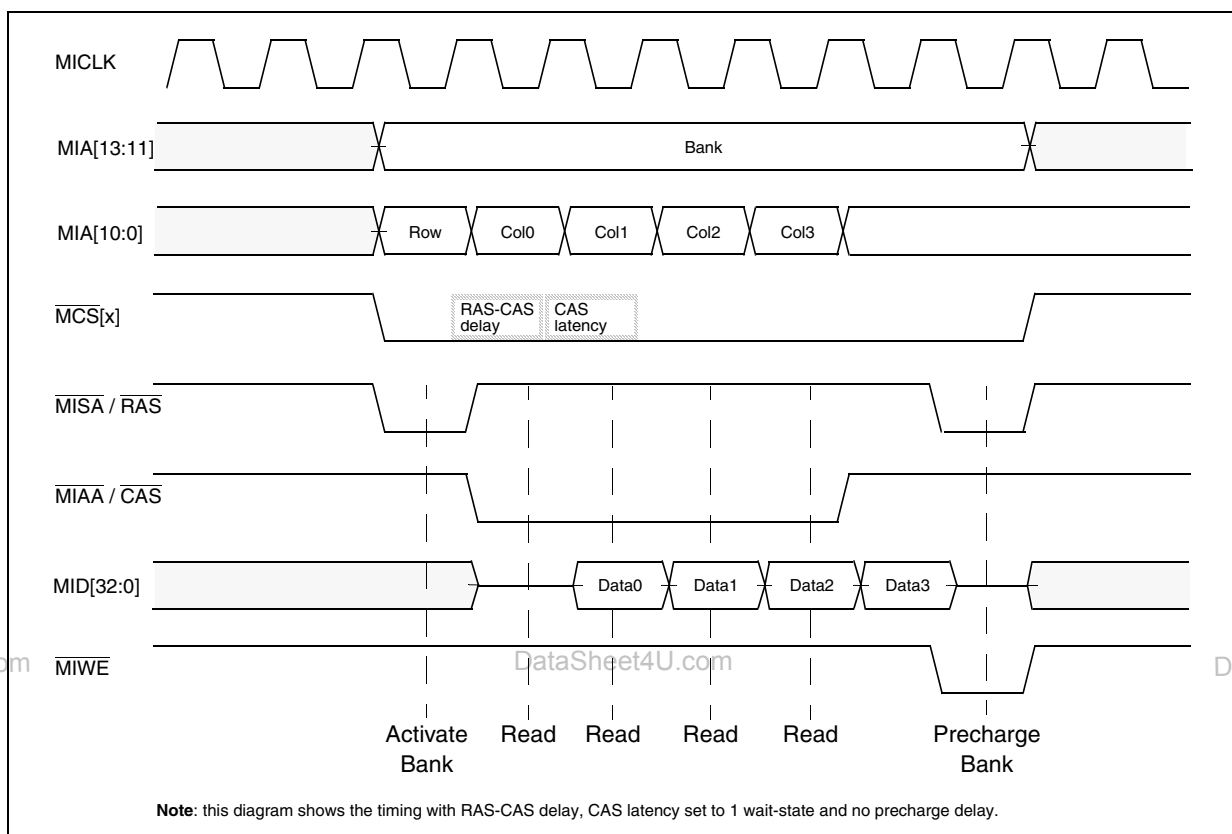 MICLK
MIA[13:11]
Bank
MIA[10:0]
Row
Col0
Col1
Col2
Col3
MCS[x]
RAS-CAS
delay
CAS
latency
MISA / RAS
MIAA / CAS
MID[32:0]
Data0
Data1
Data2
Data3
om
MIWE
DataSheet4U.com
D
Activate
Bank
Read
Read
Read
Read
Precharge
Bank
Note: this diagram shows the timing with RAS-CAS delay, CAS latency set to 1 wait-state and no precharge delay.